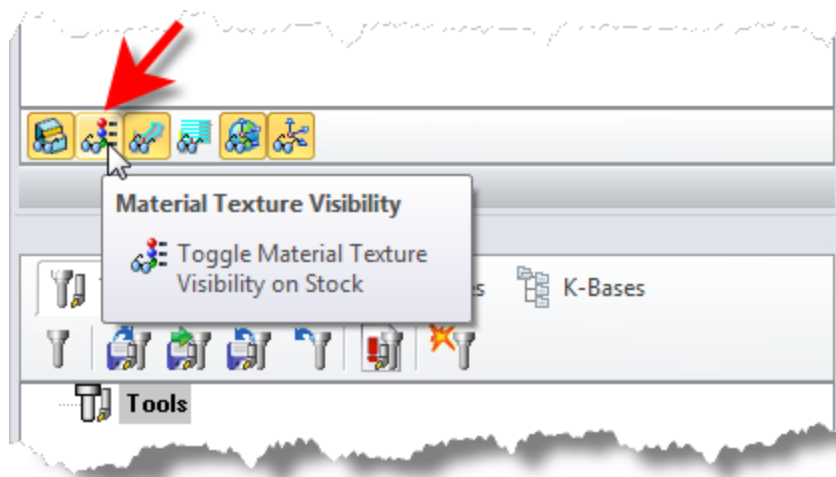 Material Texture Visibility
Toggle Material Texture
Visibility on Stock
K-Bases
Tools